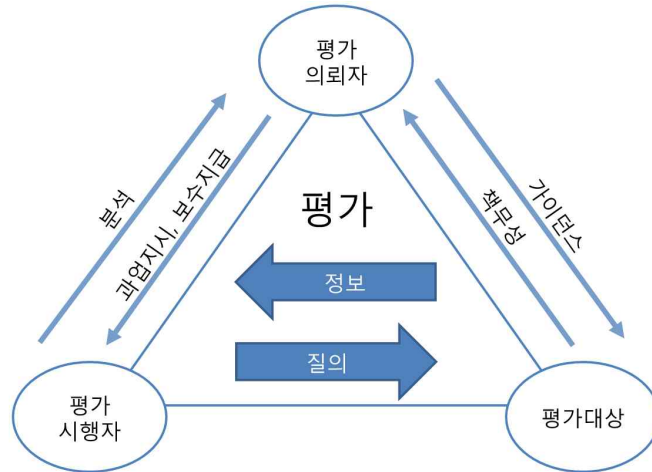 평가
의뢰자
분석
과업지시, 보수지급
평가
책무성
가이던스
정보
질의
평가
시행자
평가대상